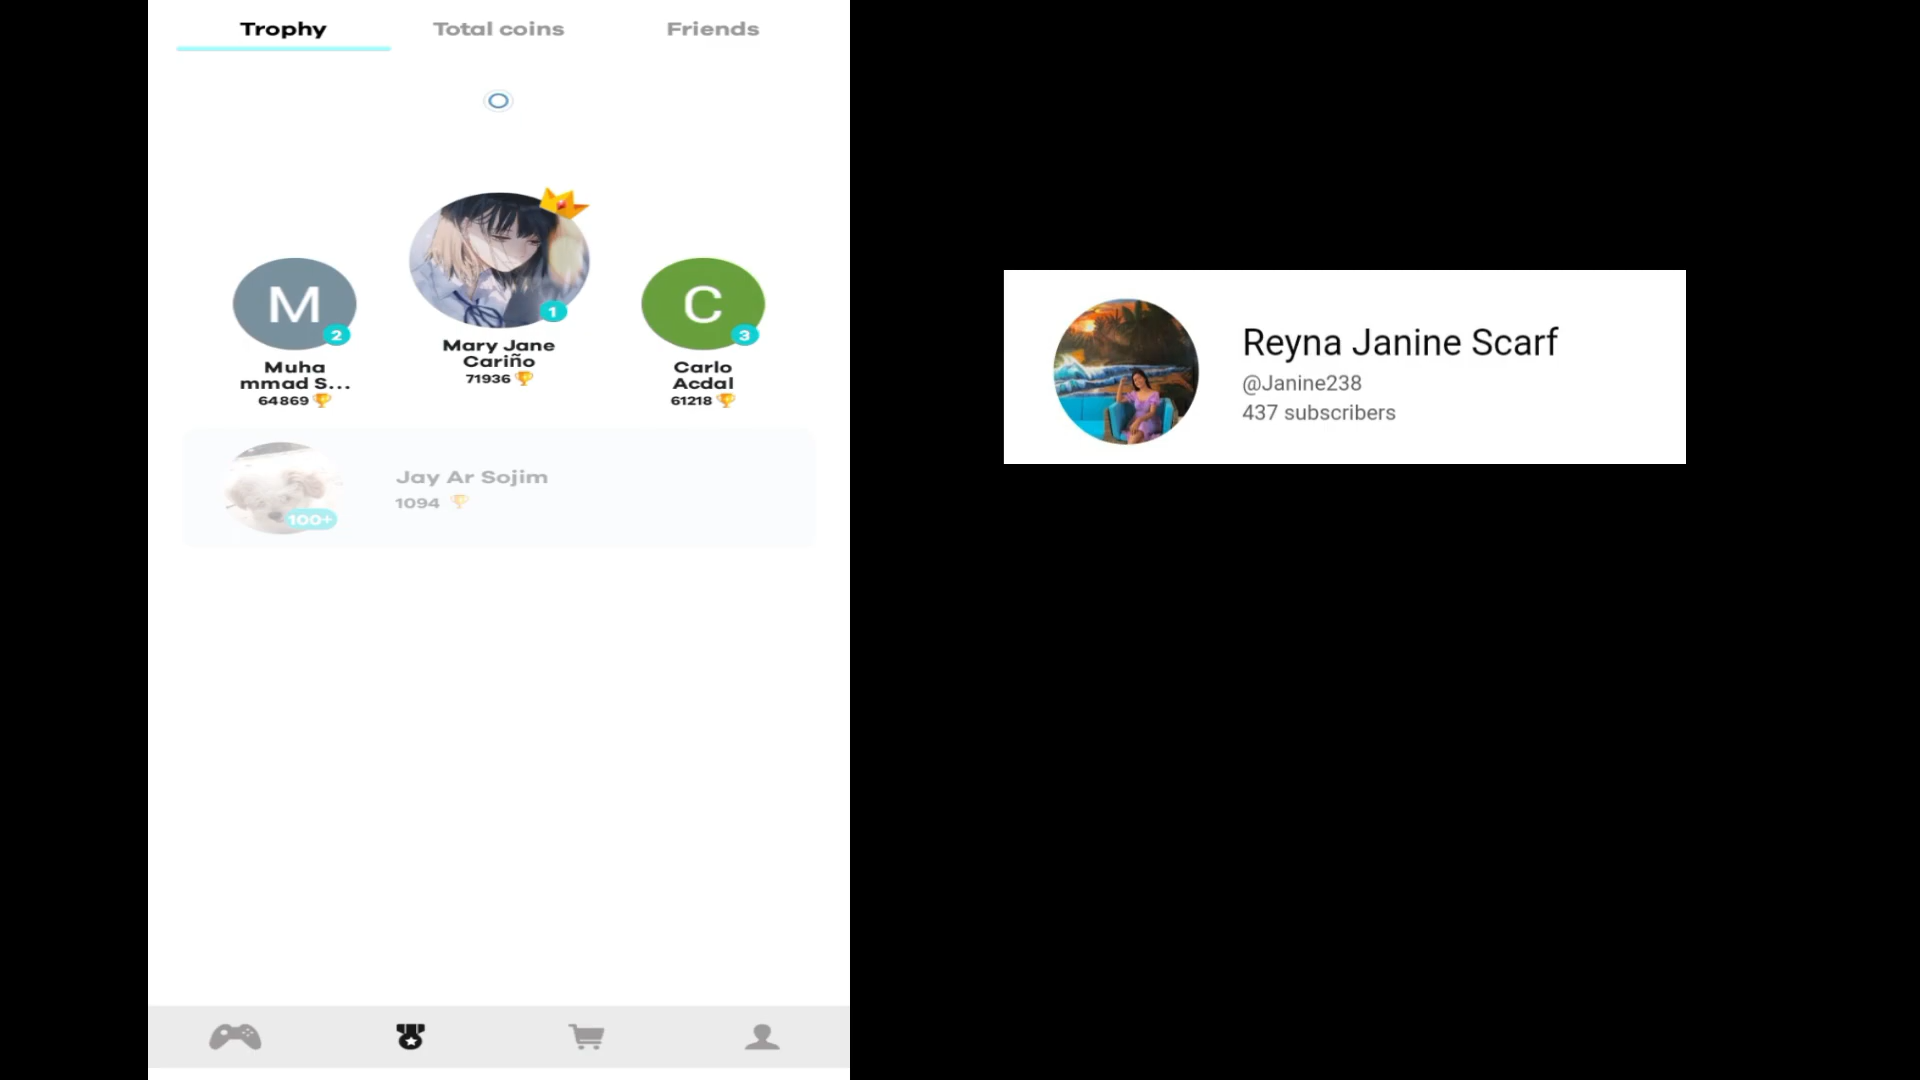 Trophy Total coins Friends
M
2
Muha
mmad S...
64869
1
Mary Jane
Cariño
71936
C
3
Carlo
Acdal
61218
100+
Jay Ar Sojim
1094
Reyna Janine Scarf
@Janine238
437 subscribers